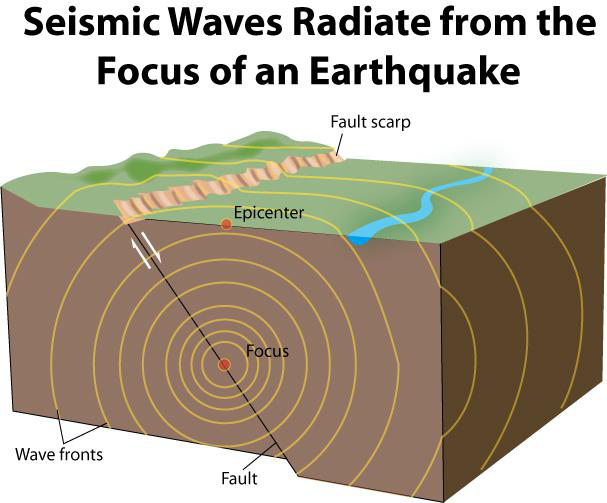 Seismic Waves Radiate from the
Focus of an Earthquake
Fault scarp
Epicenter
Focus
Wave fronts
Fault